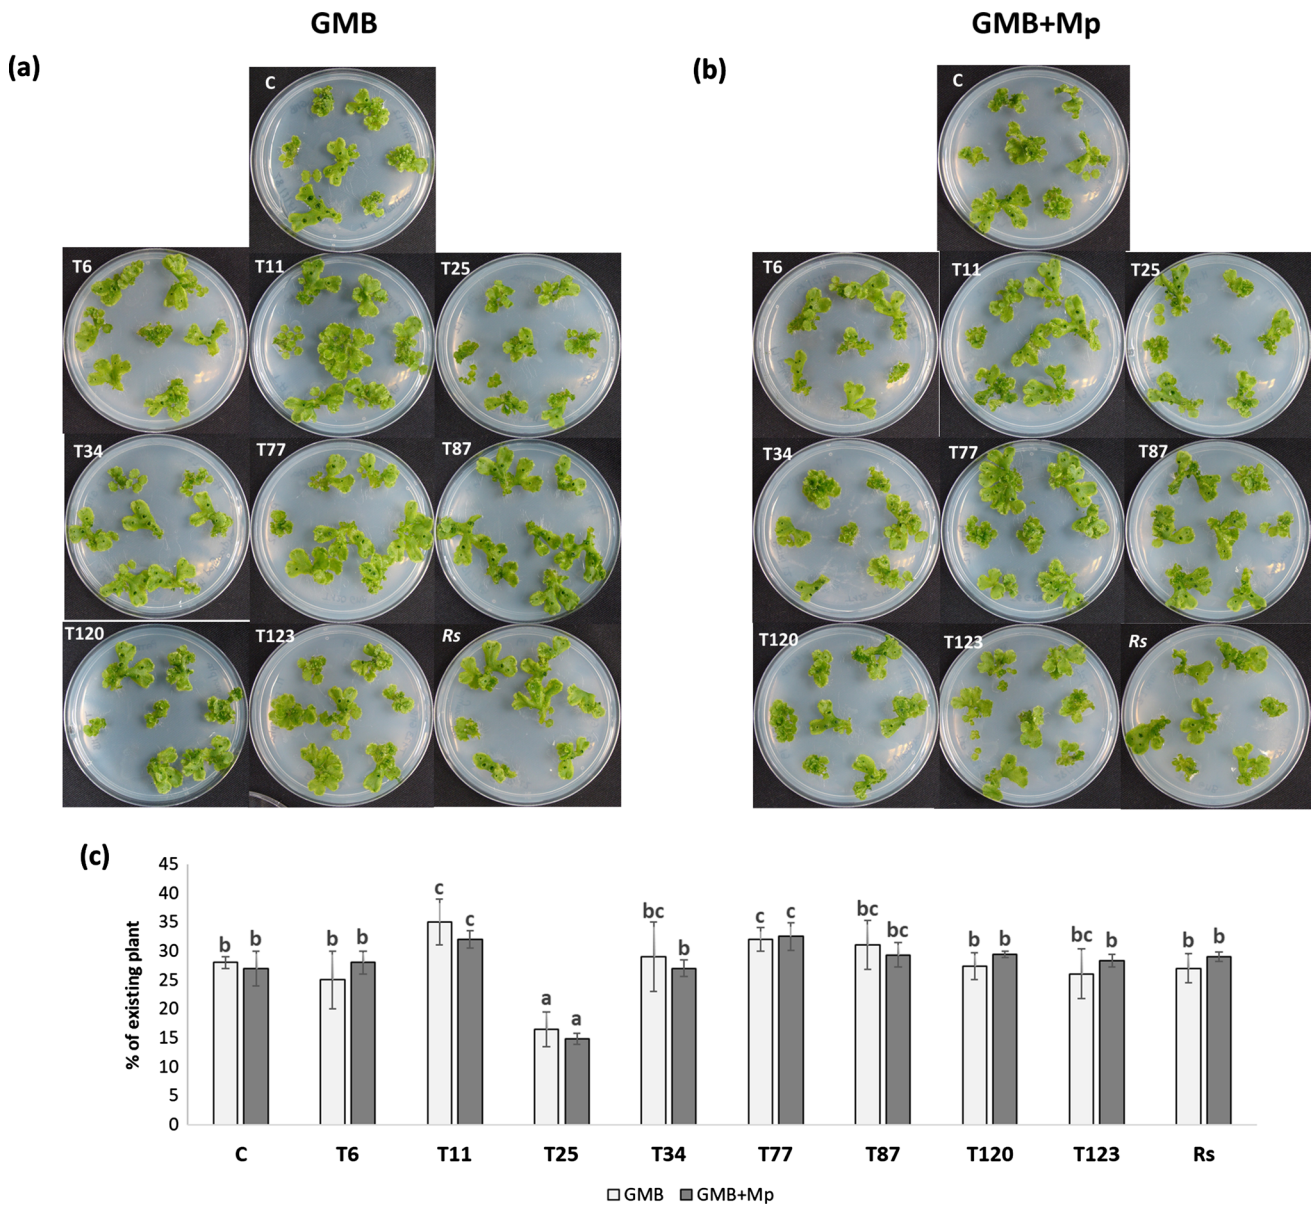 GMB GMB+Mp
(a) (b)
C C
T6 T11 T25 T6 T11 T25
T34 T77 T87 T34 T77 T87
T120 T123 Rs T120 T123 Rs
(c)
% of existing plant
45
40
35
30
25
20
15
10
5
0
b b b b c c a a bc b c c bc bc b b bc b b b
C T6 T11 T25 T34 T77 T87 T120 T123 Rs
GMB GMB+Mp